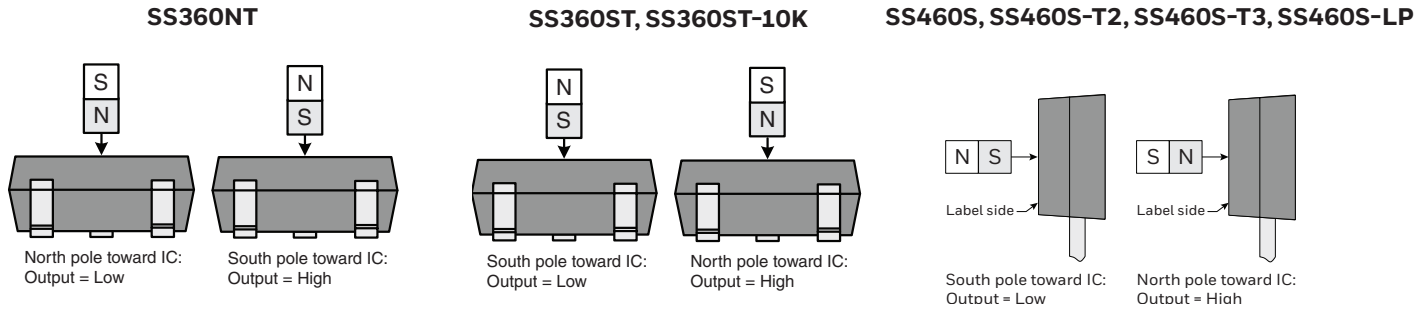 SS360NT
S
N
N
S
North pole toward IC:
Output = Low
South pole toward IC:
Output = High
SS360ST, SS360ST-10K
N
S
S
N
South pole toward IC:
Output = Low
North pole toward IC:
Output = High
SS460S, SS460S-T2, SS460S-T3, SS460S-LP
N S
Label side
South pole toward IC:
Output = Low
S N
Label side
North pole toward IC:
Output = High